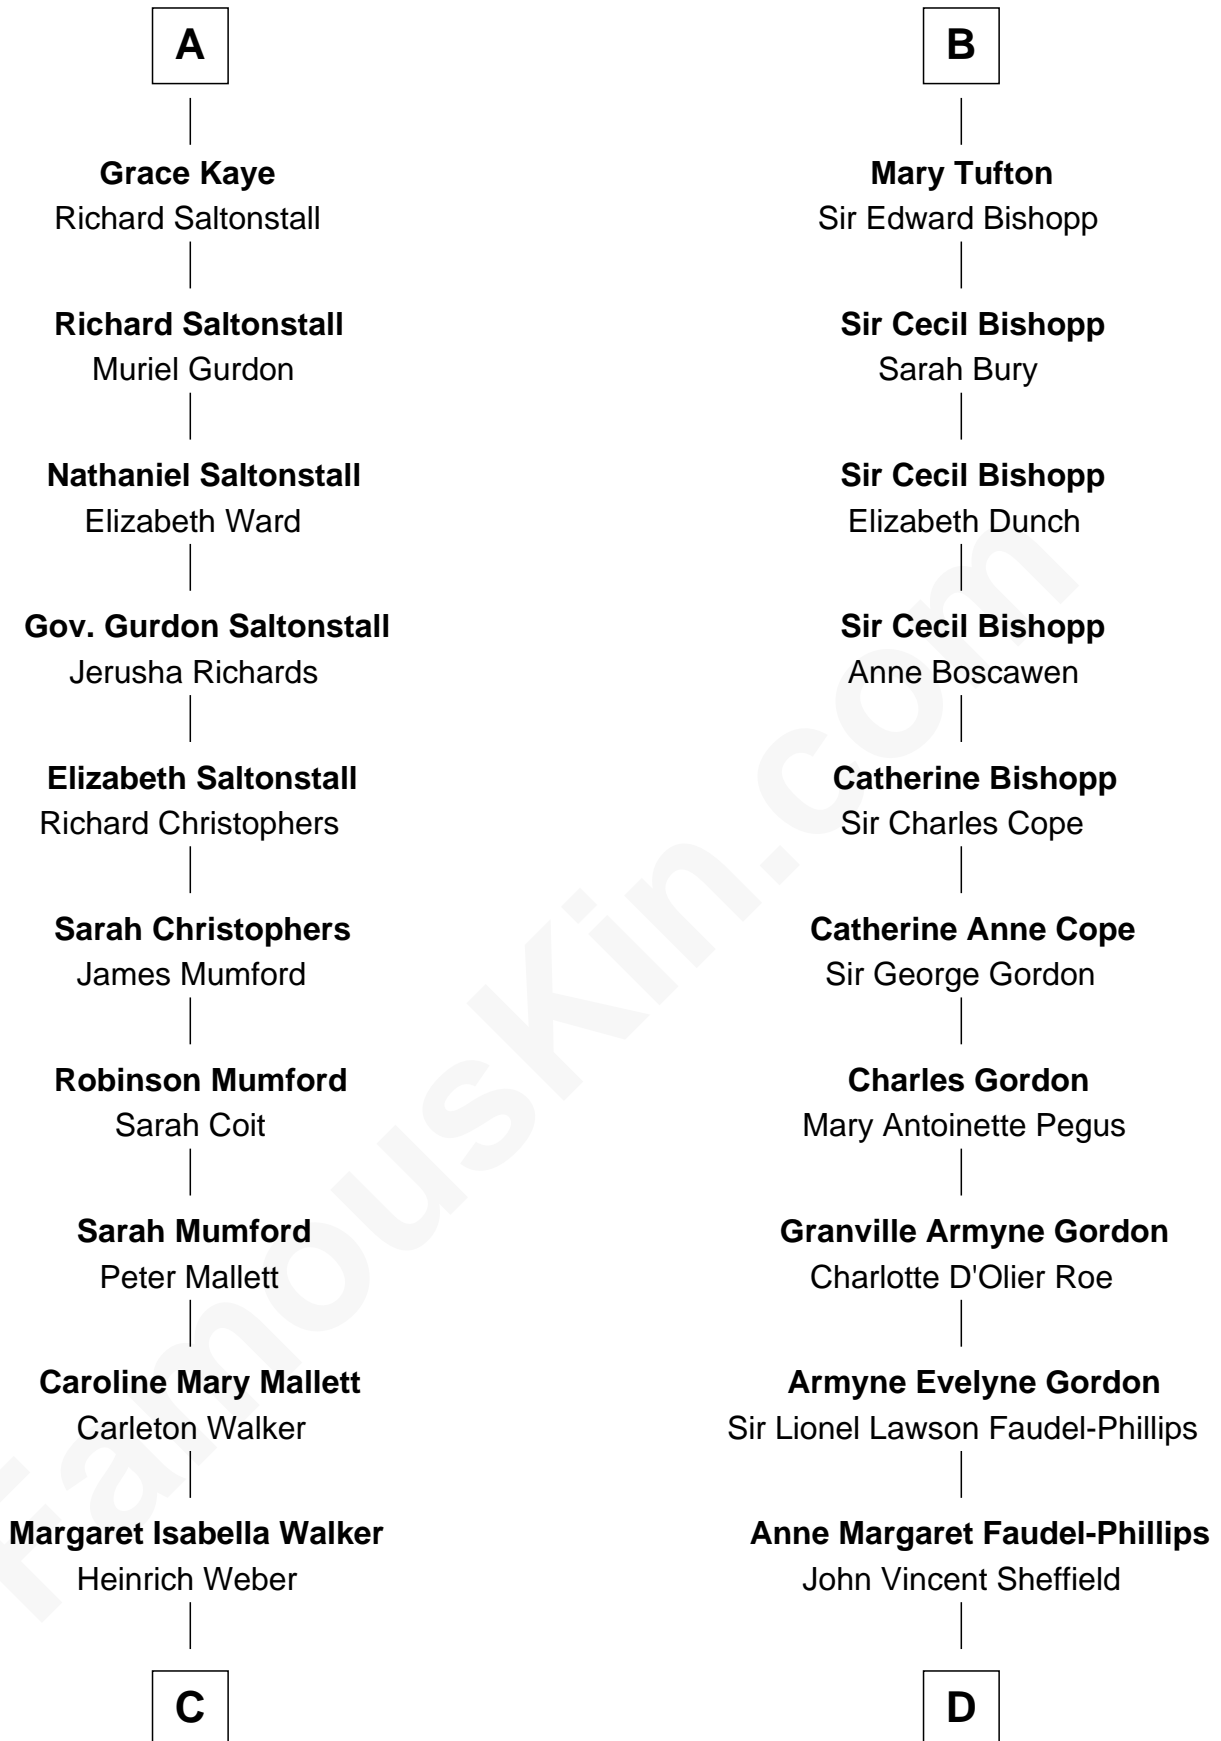 A
Grace Kaye
Richard Saltonstall
Richard Saltonstall
Muriel Gurdon
Nathaniel Saltonstall
Elizabeth Ward
Gov. Gurdon Saltonstall
Jerusha Richards
Elizabeth Saltonstall
Richard Christophers
Sarah Christophers
James Mumford
Robinson Mumford
Sarah Coit
Sarah Mumford
Peter Mallett
Caroline Mary Mallett
Carleton Walker
Margaret Isabella Walker
Heinrich Weber
C
B
Mary Tufton
Sir Edward Bishopp
Sir Cecil Bishopp
Sarah Bury
Sir Cecil Bishopp
Elizabeth Dunch
Sir Cecil Bishopp
Anne Boscawen
Catherine Bishopp
Sir Charles Cope
Catherine Anne Cope
Sir George Gordon
Charles Gordon
Mary Antoinette Pegus
Granville Armyne Gordon
Charlotte D'Olier Roe
Armyne Evelyne Gordon
Sir Lionel Lawson Faudel-Phillips
Anne Margaret Faudel-Phillips
John Vincent Sheffield
D
FamousKin.com